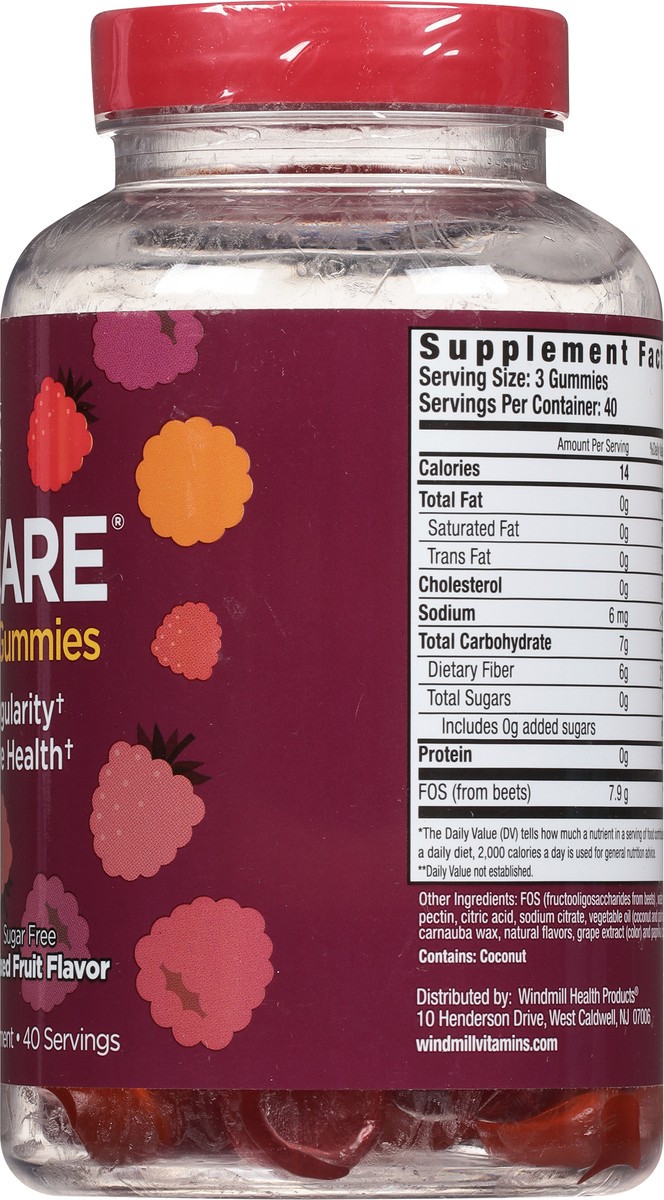 ARE®
Gummies
gularity†
Health†
Sugar Free
Fruit Flavor
• 40 Servings
Supplement
Serving Size: 3 Gummies
Servings Per Container: 40
Amount Per Serving
Calories 14
Total Fat 0g
Saturated Fat 0g
Trans Fat 0g
Cholesterol 0g
Sodium 6 mg
Total Carbohydrate 7g
Dietary Fiber 6g
Total Sugars 0g
Includes 0g added sugars
Protein 0g
FOS (from beets) 7.9 g
*The Daily Value (DV) tells how much a nutrient in a serving of food
a daily diet, 2,000 calories a day is used for general nutrition advice.
**Daily Value not established.
Other Ingredients: FOS (fructooligosaccharides from beets),
pectin, citric acid, sodium citrate, vegetable oil (coconut and
carnauba wax, natural flavors, grape extract (color) and
Contains: Coconut
Distributed by: Windmill Health Products®
10 Henderson Drive, West Caldwell, NJ 07006
windmillvitamins.com